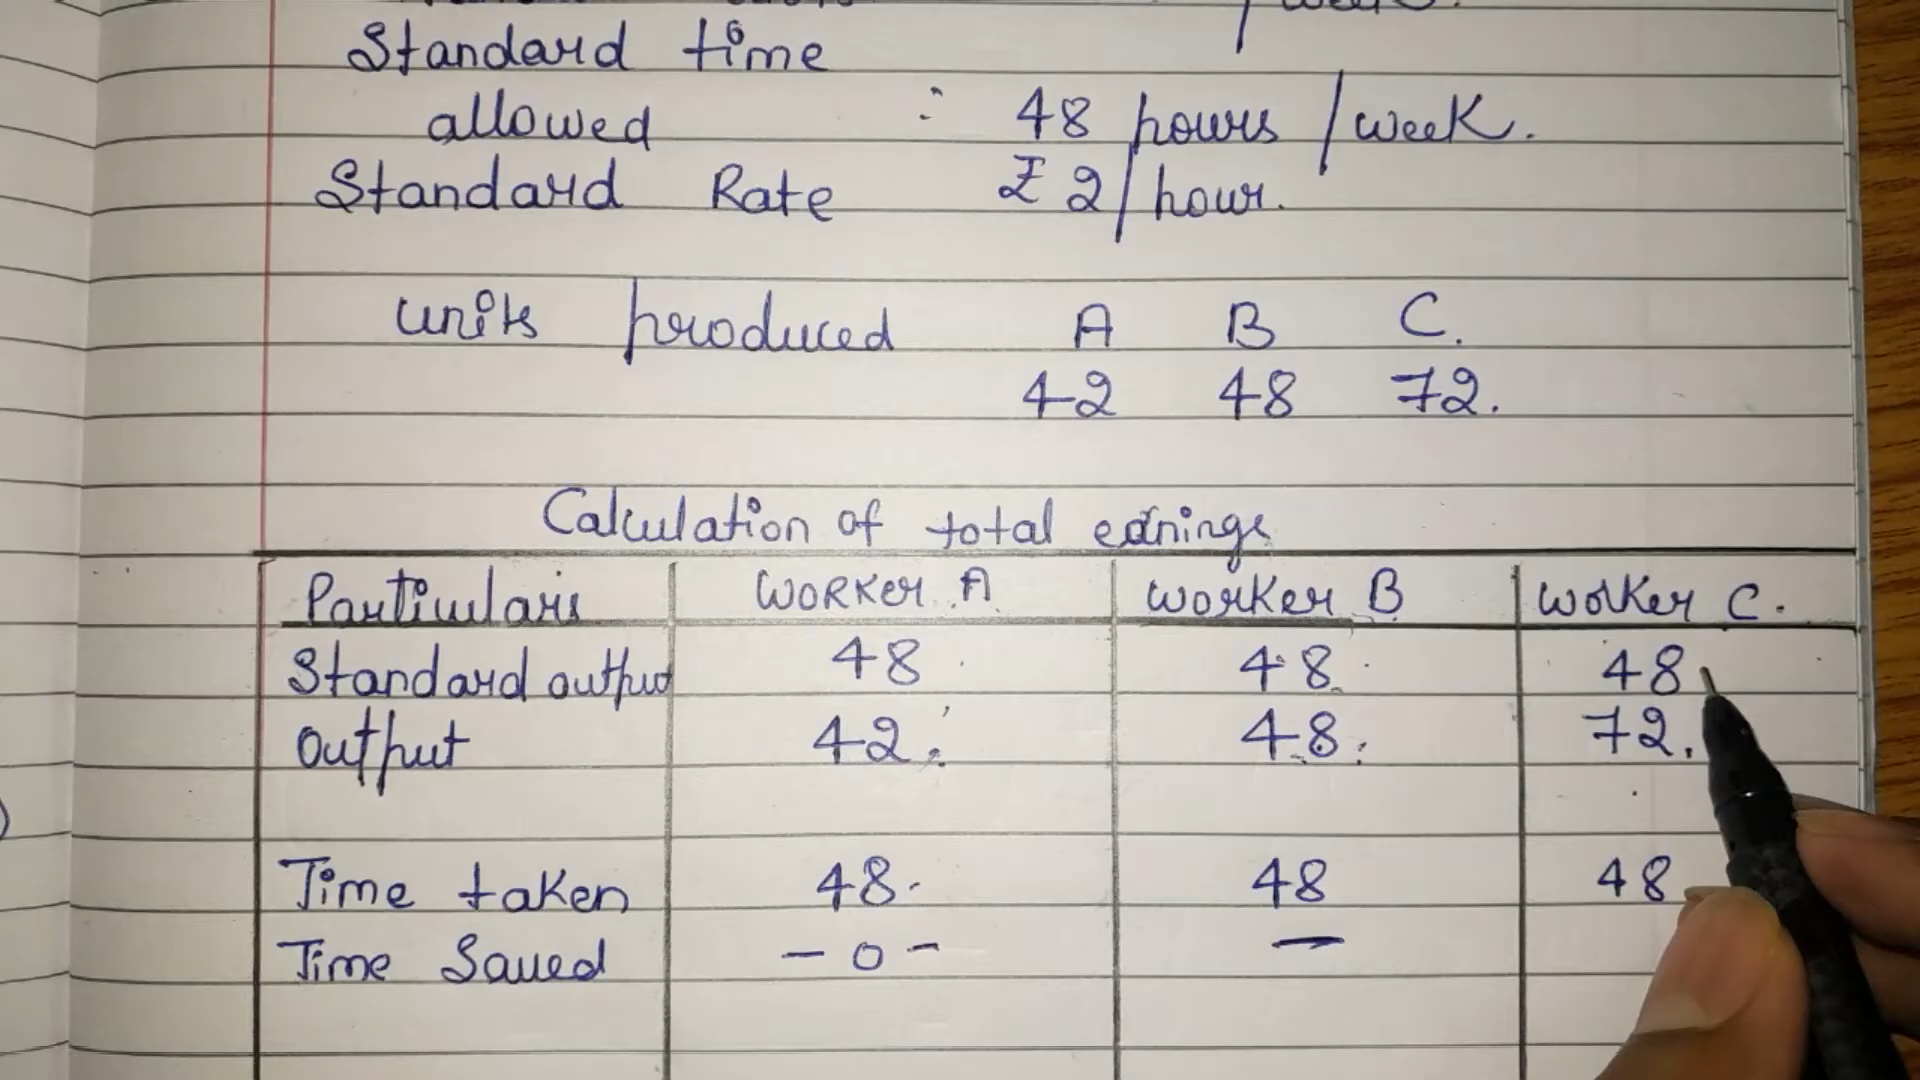 Standard time
allowed : 48 hours / week.
Standard Rate ₹ 2/hour.
units produced A B C.
42 48 72.
Calculation of total earnings
Particulars Worker A Worker B Worker C.
Standard output 48 48 48
output 42 48 72.
Time taken 48 48 48
Time Saved - 0 - —